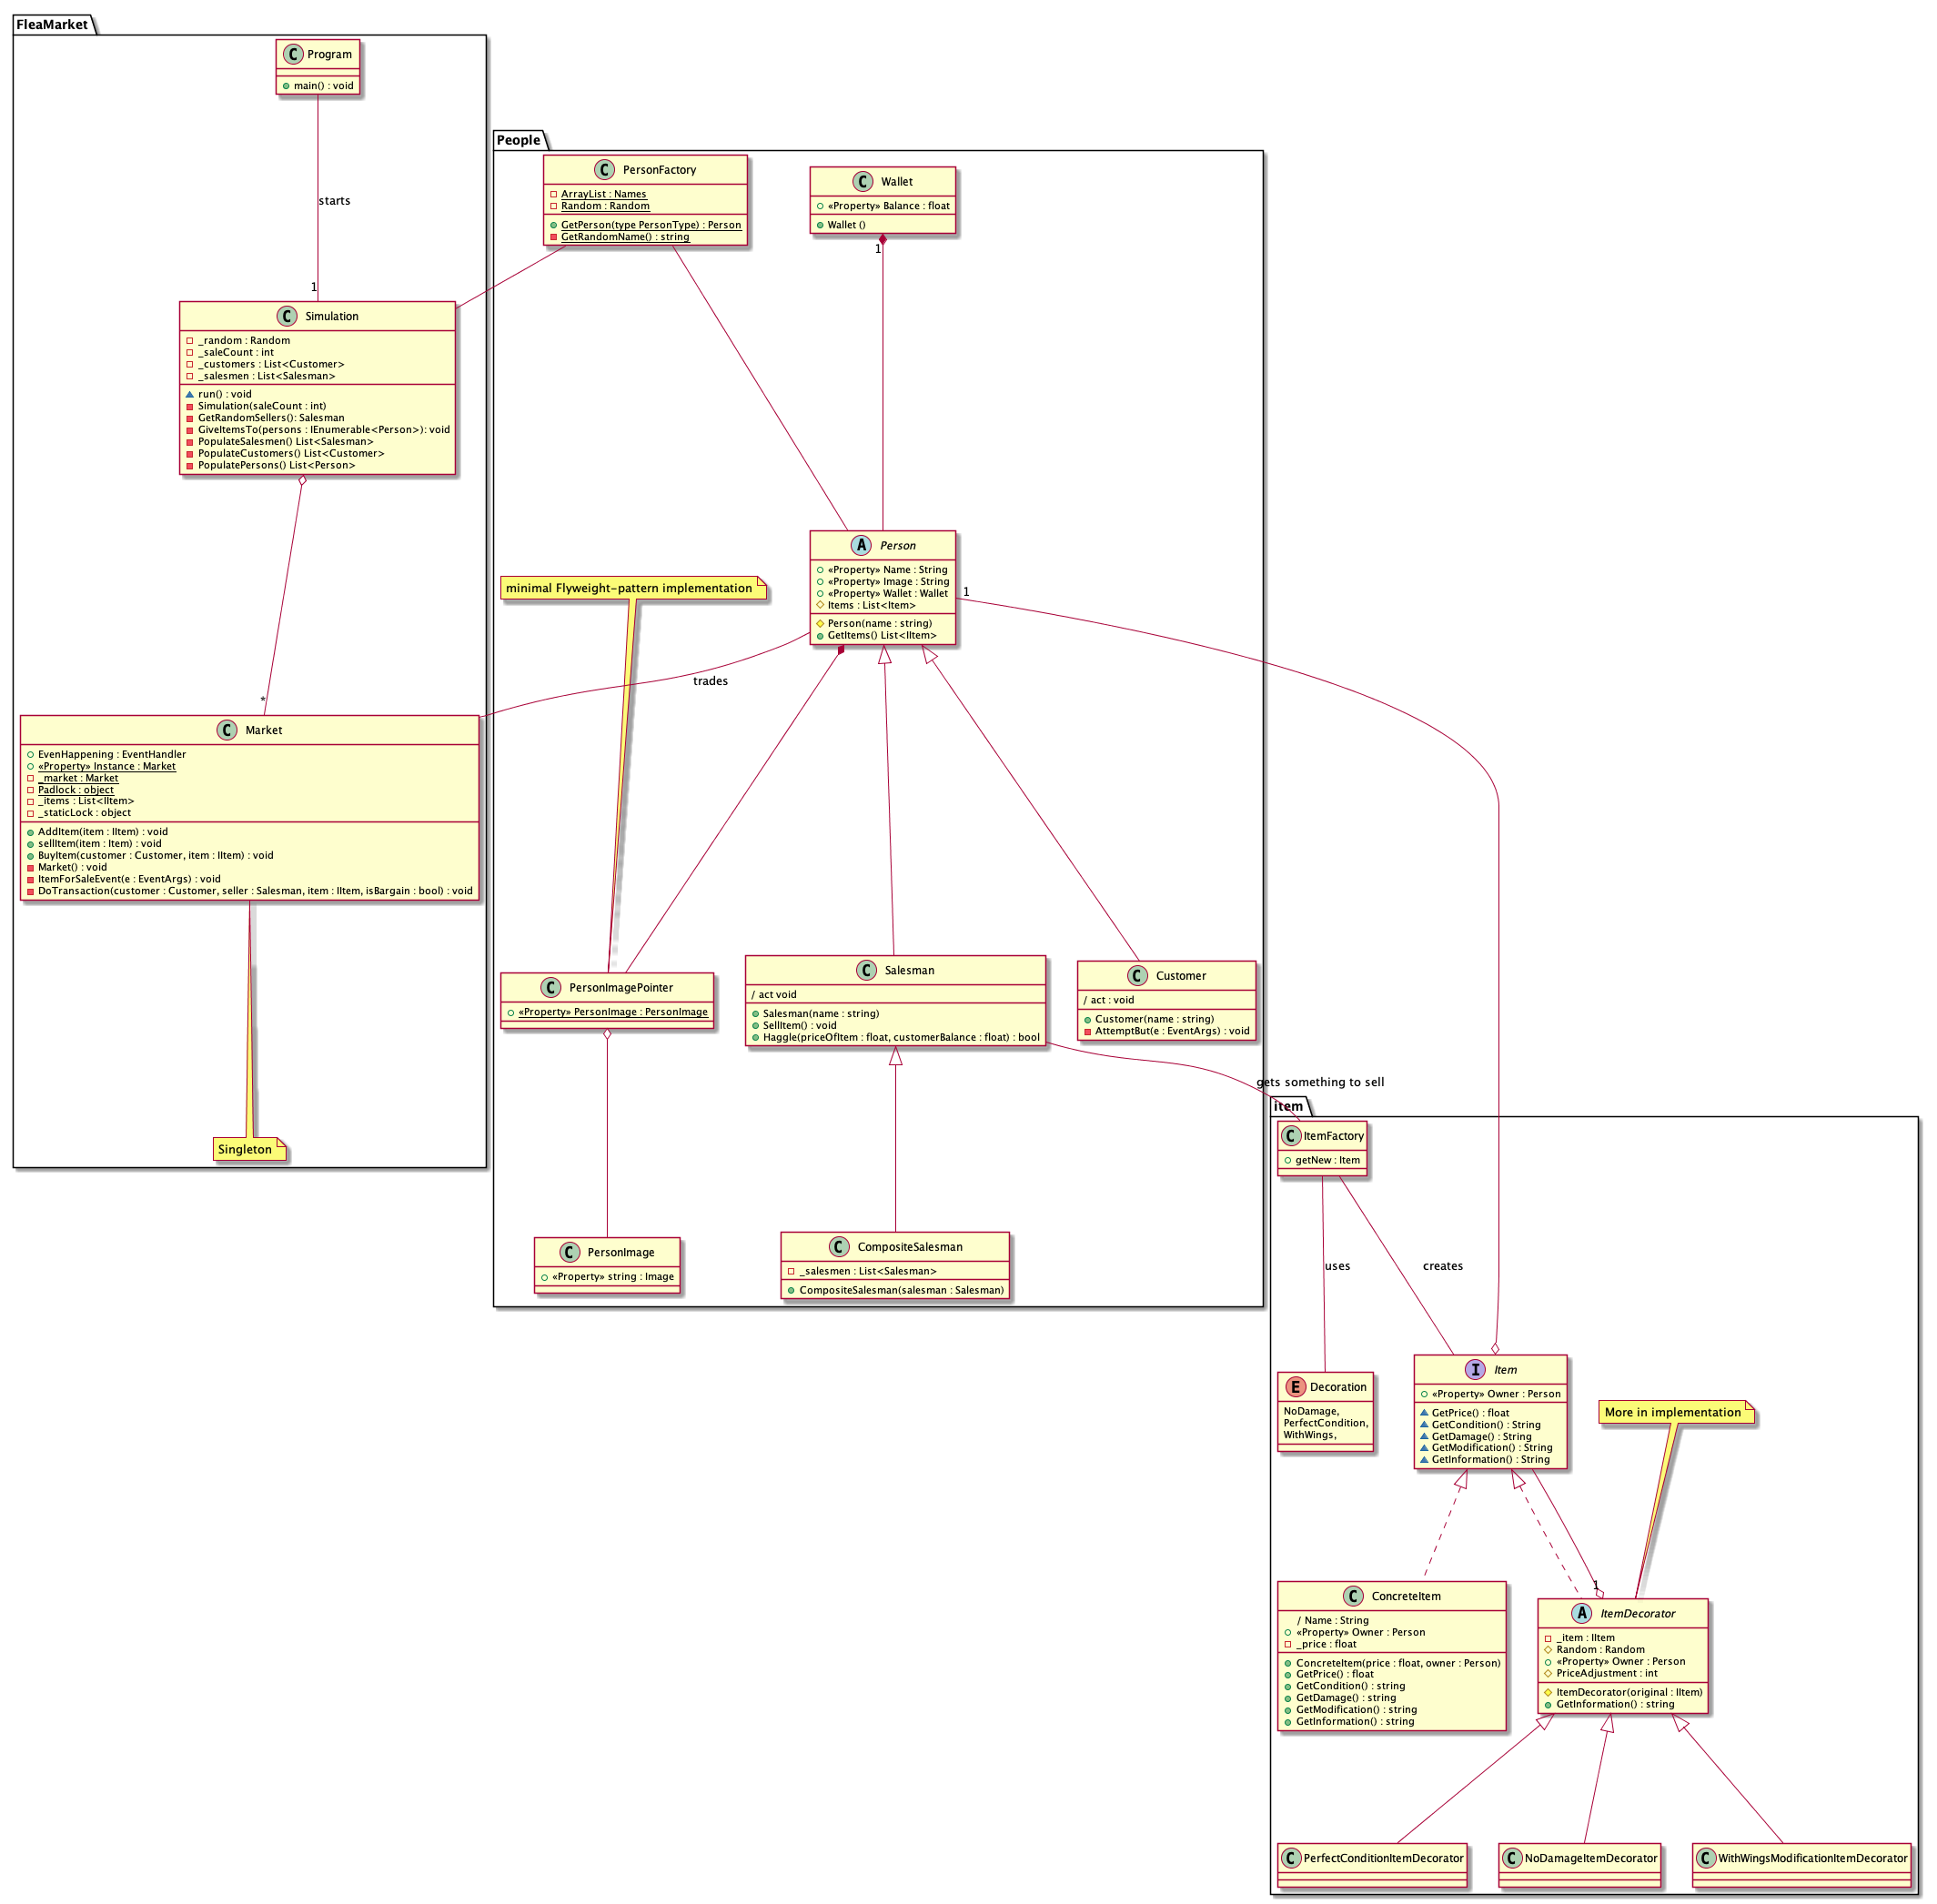 FleaMarket
C Program
main() : void
starts
1
C Simulation
_random : Random
_saleCount : int
_customers : List<Customer>
_salesmen : List<Salesman>
run() : void
Simulation(saleCount : int)
GetRandomSellers(): Salesman
GiveItemsTo(persons : IEnumerable<Person>): void
PopulateSalesmen() List<Salesman>
PopulateCustomers() List<Customer>
PopulatePersons() List<Person>
*
C Market
EvenHappening : EventHandler
«Property» Instance : Market
_market : Market
Padlock : object
_items : List<IItem>
_staticLock : object
AddItem(item : IItem) : void
sellItem(item : Item) : void
BuyItem(customer : Customer, item : IItem) : void
Market() : void
ItemForSaleEvent(e : EventArgs) : void
DoTransaction(customer : Customer, seller : Salesman, item : IItem, isBargain : bool) : void
Singleton
People
C PersonFactory
ArrayList : Names
Random : Random
GetPerson(type PersonType) : Person
GetRandomName() : string
C Wallet
«Property» Balance : float
Wallet ()
1
A Person
«Property» Name : String
«Property» Image : String
«Property» Wallet : Wallet
Items : List<Item>
Person(name : string)
GetItems() List<IItem>
1
minimal Flyweight-pattern implementation
trades
C PersonImagePointer
«Property» PersonImage : PersonImage
C Salesman
/ act void
Salesman(name : string)
SellItem() : void
Haggle(priceOfItem : float, customerBalance : float) : bool
C Customer
/ act : void
Customer(name : string)
AttemptBut(e : EventArgs) : void
gets something to sell
C PersonImage
«Property» string : Image
C CompositeSalesman
_salesmen : List<Salesman>
CompositeSalesman(salesman : Salesman)
item
C ItemFactory
getNew : Item
uses
creates
E Decoration
NoDamage,
PerfectCondition,
WithWings,
I Item
«Property» Owner : Person
GetPrice() : float
GetCondition() : String
GetDamage() : String
GetModification() : String
GetInformation() : String
More in implementation
C ConcreteItem
/ Name : String
«Property» Owner : Person
_price : float
ConcreteItem(price : float, owner : Person)
GetPrice() : float
GetCondition() : string
GetDamage() : string
GetModification() : string
GetInformation() : string
1
A ItemDecorator
_item : IItem
Random : Random
«Property» Owner : Person
PriceAdjustment : int
ItemDecorator(original : IItem)
GetInformation() : string
C PerfectConditionItemDecorator
C NoDamageItemDecorator
C WithWingsModificationItemDecorator